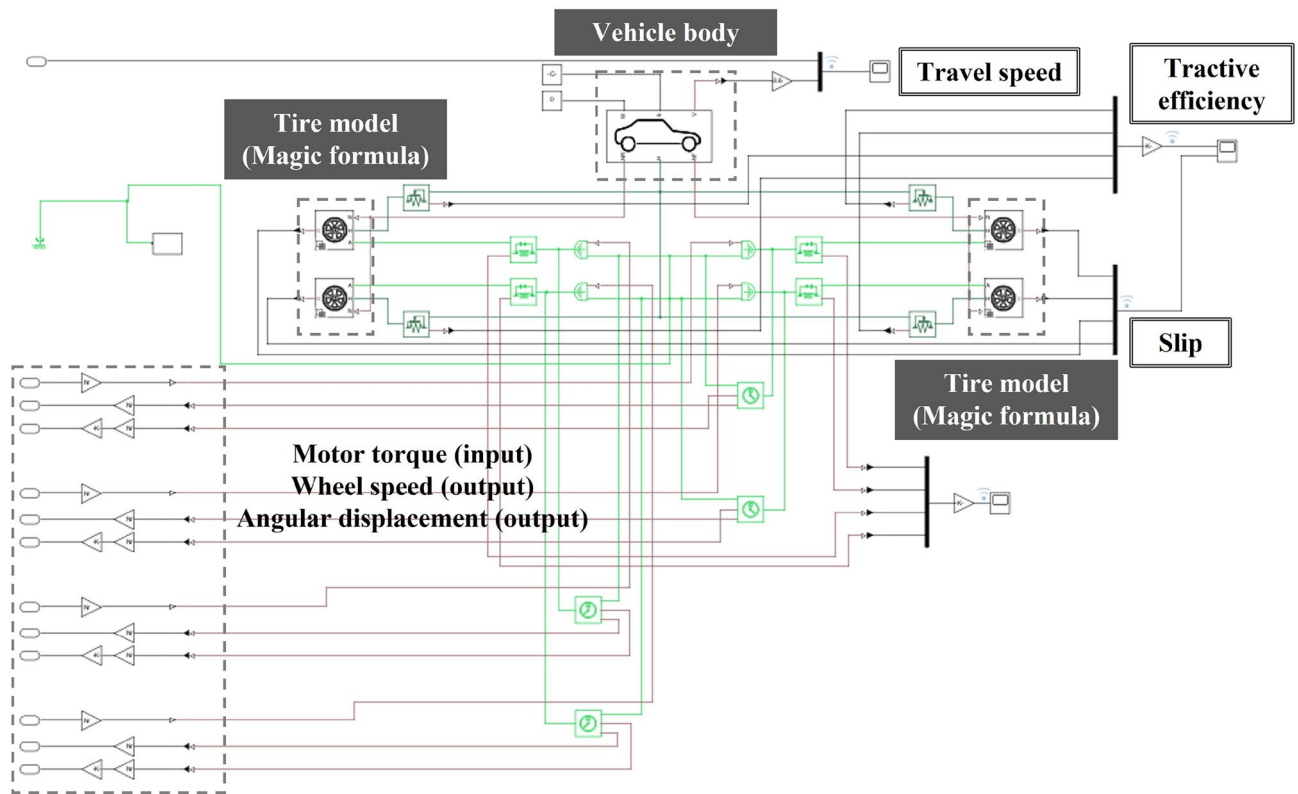 Vehicle body
Travel speed
Tractive
efficiency
Tire model
(Magic formula)
Slip
Tire model
(Magic formula)
Motor torque (input)
Wheel speed (output)
Angular displacement (output)